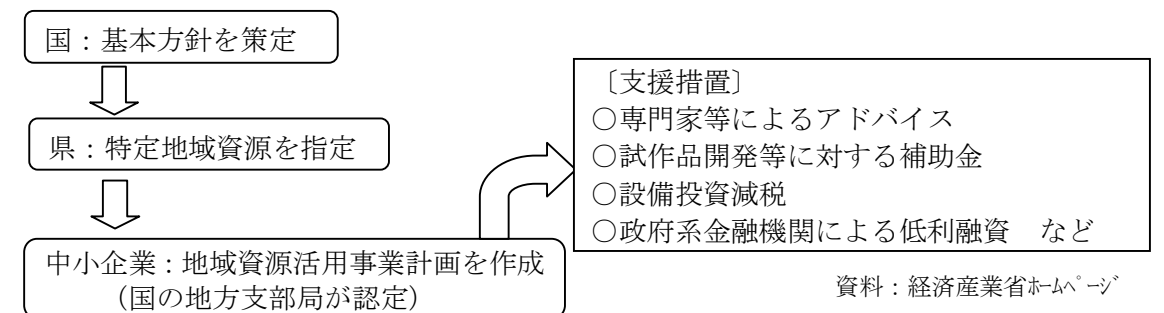 国：基本方針を策定
県：特定地域資源を指定
中小企業：地域資源活用事業計画を作成
（国の地方支部局が認定）
〔支援措置〕
○専門家等によるアドバイス
○試作品開発等に対する補助金
○設備投資減税
○政府系金融機関による低利融資　など
資料：経済産業省ﾎｰﾑﾍﾟｰｼﾞ